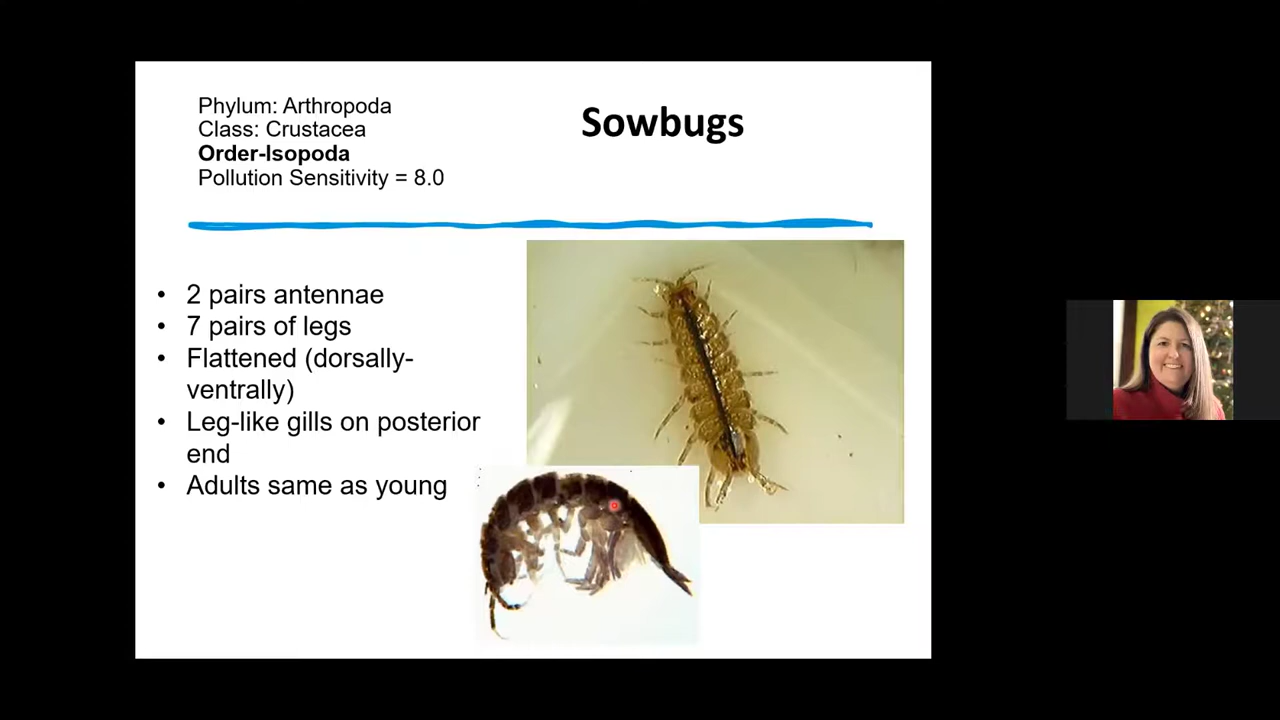 Phylum: Arthropoda
Class: Crustacea
Order-Isopoda
Pollution Sensitivity = 8.0
Sowbugs
• 2 pairs antennae
• 7 pairs of legs
• Flattened (dorsally-
ventrally)
• Leg-like gills on posterior
end
• Adults same as young